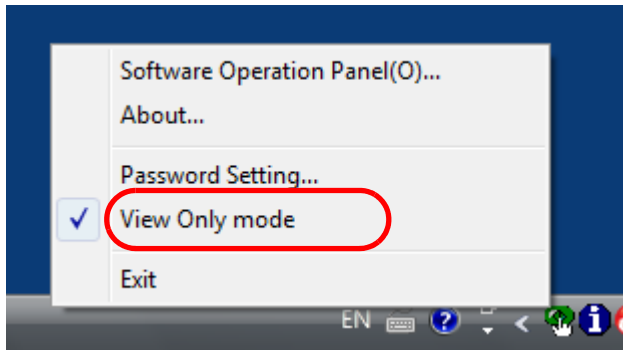 Software Operation Panel(O)...
About...
Password Setting...
View Only mode
Exit
EN